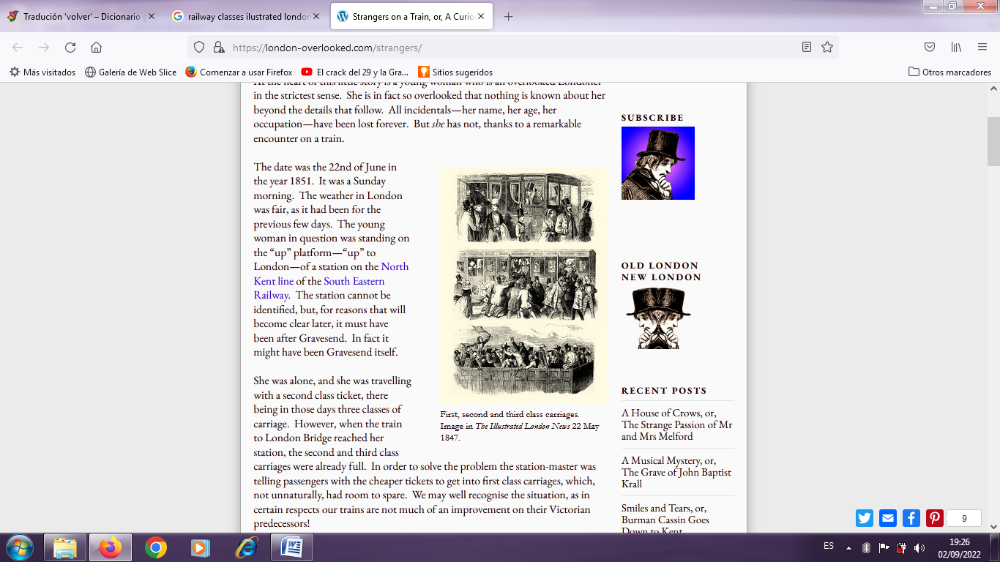 Tradución 'volver' – Dicionario g
railway classes ilustrated london
Strangers on a Train, or, A Curio
https://london-overlooked.com/strangers/
Más visitados
Galería de Web Slice
Comenzar a usar Firefox
El crack del 29 y la Gra...
Sitios sugeridos
Otros marcadores
At the heart of this little story is a young woman who is an overlooked Londoner
in the strictest sense. She is in fact so overlooked that nothing is known about her
beyond the details that follow. All incidentals—her name, her age, her
occupation—have been lost forever. But she has not, thanks to a remarkable
encounter on a train.
The date was the 22nd of June in
the year 1851. It was a Sunday
morning. The weather in London
was fair, as it had been for the
previous few days. The young
woman in question was standing on
the “up” platform—“up” to
London—of a station on the North
Kent line of the South Eastern
Railway. The station cannot be
identified, but, for reasons that will
become clear later, it must have
been after Gravesend. In fact it
might have been Gravesend itself.
She was alone, and she was travelling
with a second class ticket, there
being in those days three classes of
carriage. However, when the train
to London Bridge reached her
station, the second and third class
carriages were already full. In order to solve the problem the station-master was
telling passengers with the cheaper tickets to get into first class carriages, which,
not unnaturally, had room to spare. We may well recognise the situation, as in
certain respects our trains are not much of an improvement on their Victorian
predecessors!
First, second and third class carriages.
Image in The Illustrated London News 22 May
1847.
SUBSCRIBE
OLD LONDON
NEW LONDON
RECENT POSTS
A House of Crows, or,
The Strange Passion of Mr
and Mrs Melford
A Musical Mystery, or,
The Grave of John Baptist
Krall
Smiles and Tears, or,
Burman Cassin Goes
Down to Kent
9
ES
19:26
02/09/2022